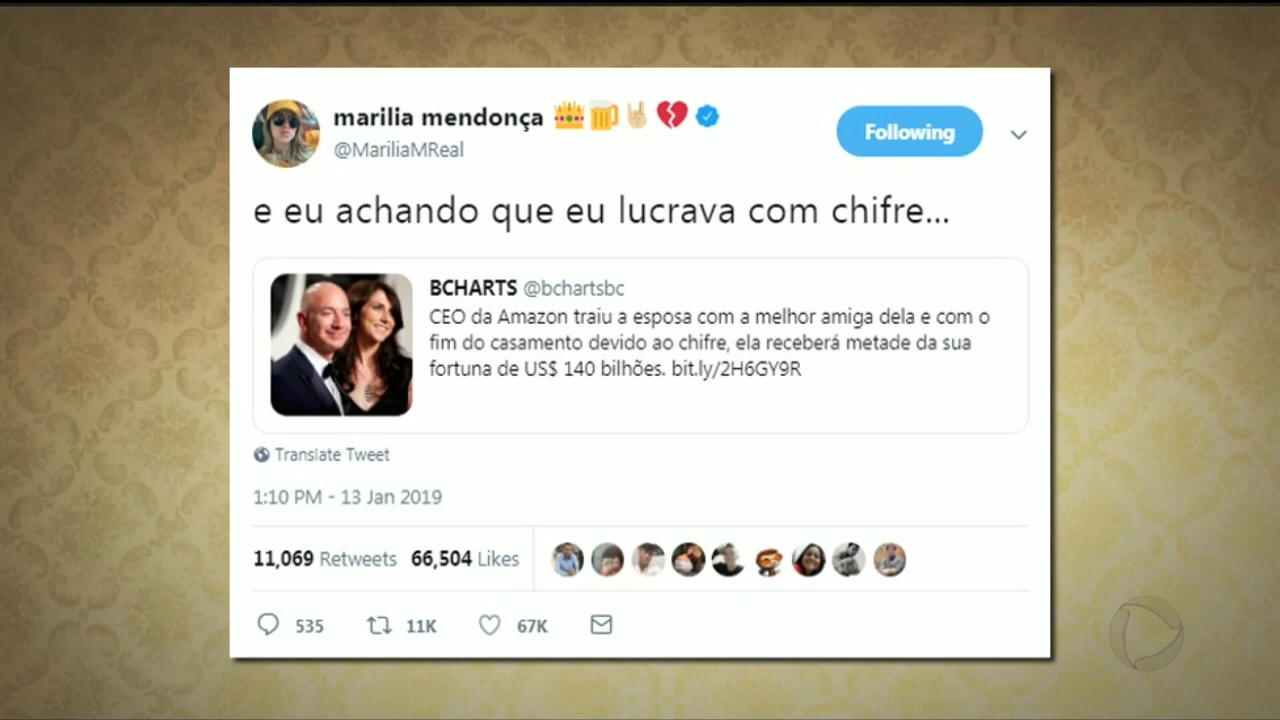 marilia mendonça 👑🍺🤘🏼💔
@MariliaMReal
Following
e eu achando que eu lucrava com chifre...
BCHARTS @bchartsbc
CEO da Amazon traiu a esposa com a melhor amiga dela e com o
fim do casamento devido ao chifre, ela receberá metade da sua
fortuna de US$ 140 bilhões. bit.ly/2H6GY9R
Translate Tweet
1:10 PM - 13 Jan 2019
11,069 Retweets 66,504 Likes
535 11K 67K